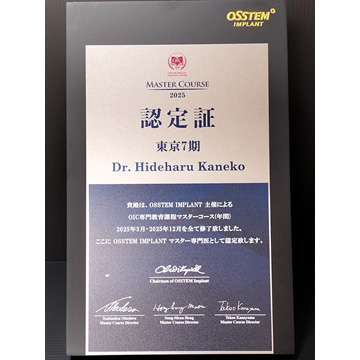 OSSTEM
IMPLANT
MASTER COURSE
2025
認定証
東京7期
Dr. Hideharu Kaneko
貴殿は、OSSTEM IMPLANT 主催による
OIC専門教育課程マスターコース(年間)
2025年3月-2025年12月を全て修了致しました。
ここに OSSTEM IMPLANT マスター専門医として認定致します。
Chairman of OSSTEM Implant
Master Course Director
Hong-Moon Hong
Master Course Director
Takao Kanayama
Master Course Director